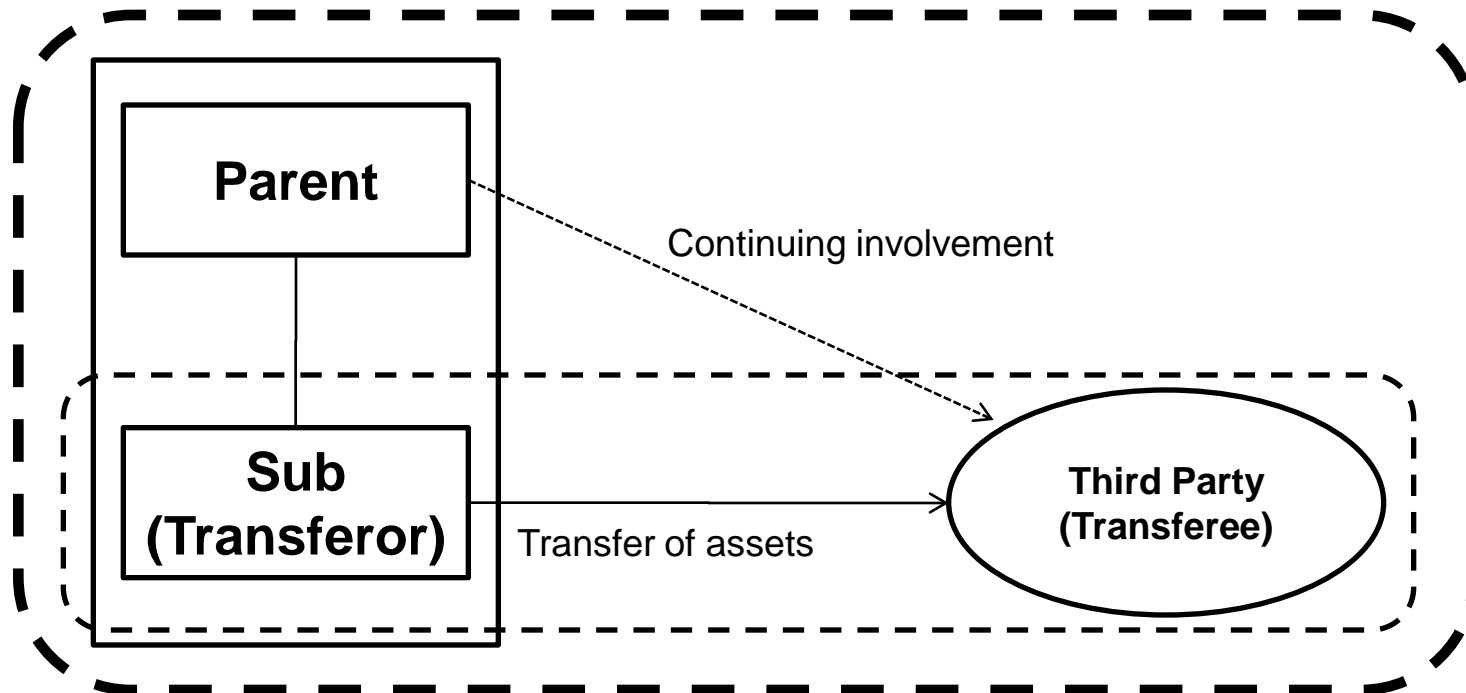 Parent
Continuing involvement
Sub
(Transferor)
Transfer of assets
Third Party
(Transferee)